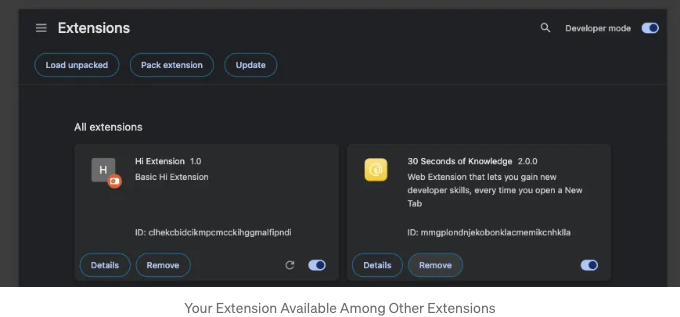 Extensions
Developer mode
Load unpacked
Pack extension
Update
All extensions
H
Hi Extension 1.0
Basic Hi Extension
ID: clhekcbidcikmpcmcckihggmalfipndi
Details
Remove
30 Seconds of Knowledge 2.0.0
Web Extension that lets you gain new
developer skills, every time you open a New
Tab
ID: mmgplondnjekobonklacmemikcnhklla
Details
Remove
Your Extension Available Among Other Extensions